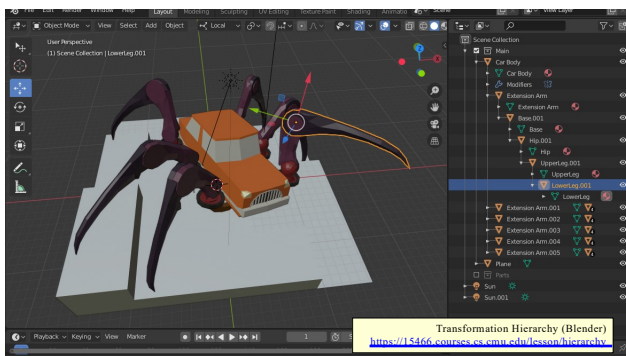 File Edit Render Window Help Layout Modeling Sculpting UV Editing Texture Paint Shading Animatio Scene View Layer
Object Mode View Select Add Object Local
User Perspective
(1) Scene Collection | LowerLeg.001
Scene Collection
Main
Car Body
Car Body
Modifiers
Extension Arm
Extension Arm
Base.001
Base
Hip.001
Hip
UpperLeg.001
UpperLeg
LowerLeg.001
LowerLeg
Extension Arm.001
Extension Arm.002
Extension Arm.003
Extension Arm.004
Extension Arm.005
Plane
Parts
Sun
Sun.001
Playback Keying View Marker 1
Transformation Hierarchy (Blender)
https://15466.courses.cs.cmu.edu/lesson/hierarchy